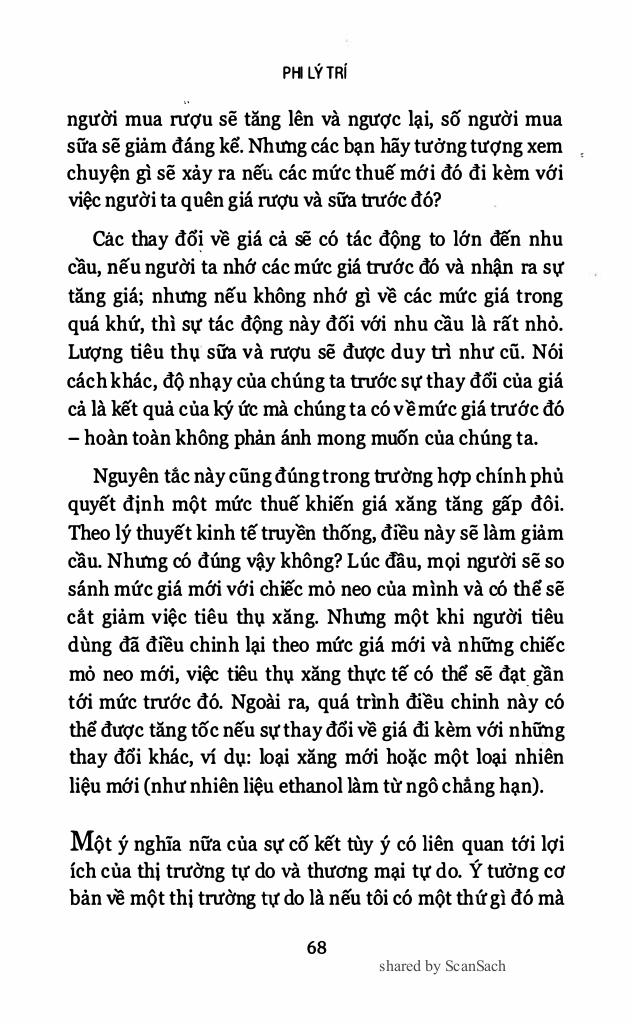 PHI LÝ TRÍ
người mua rượu sẽ tăng lên và ngược lại, số người mua
sữa sẽ giảm đáng kể. Nhưng các bạn hãy tưởng tượng xem
chuyện gì sẽ xảy ra nếu các mức thuế mới đó đi kèm với
việc người ta quên giá rượu và sữa trước đó?
Các thay đổi về giá cả sẽ có tác động to lớn đến nhu
cầu, nếu người ta nhớ các mức giá trước đó và nhận ra sự
tăng giá; nhưng nếu không nhớ gì về các mức giá trong
quá khứ, thì sự tác động này đối với nhu cầu là rất nhỏ.
Lượng tiêu thụ sữa và rượu sẽ được duy trì như cũ. Nói
cách khác, độ nhạy của chúng ta trước sự thay đổi của giá
cả là kết quả của ký ức mà chúng ta có về mức giá trước đó
– hoàn toàn không phản ánh mong muốn của chúng ta.
Nguyên tắc này cũng đúng trong trường hợp chính phủ
quyết định một mức thuế khiến giá xăng tăng gấp đôi.
Theo lý thuyết kinh tế truyền thống, điều này sẽ làm giảm
cầu. Nhưng có đúng vậy không? Lúc đầu, mọi người sẽ so
sánh mức giá mới với chiếc mỏ neo của mình và có thể sẽ
cắt giảm việc tiêu thụ xăng. Nhưng một khi người tiêu
dùng đã điều chỉnh lại theo mức giá mới và những chiếc
mỏ neo mới, việc tiêu thụ xăng thực tế có thể sẽ đạt gần
tới mức trước đó. Ngoài ra, quá trình điều chỉnh này có
thể được tăng tốc nếu sự thay đổi về giá đi kèm với những
thay đổi khác, ví dụ: loại xăng mới hoặc một loại nhiên
liệu mới (như nhiên liệu ethanol làm từ ngô chẳng hạn).
Một ý nghĩa nữa của sự cố kết tùy ý có liên quan tới lợi
ích của thị trường tự do và thương mại tự do. Ý tưởng cơ
bản về một thị trường tự do là nếu tôi có một thứ gì đó mà
68
shared by ScanSach